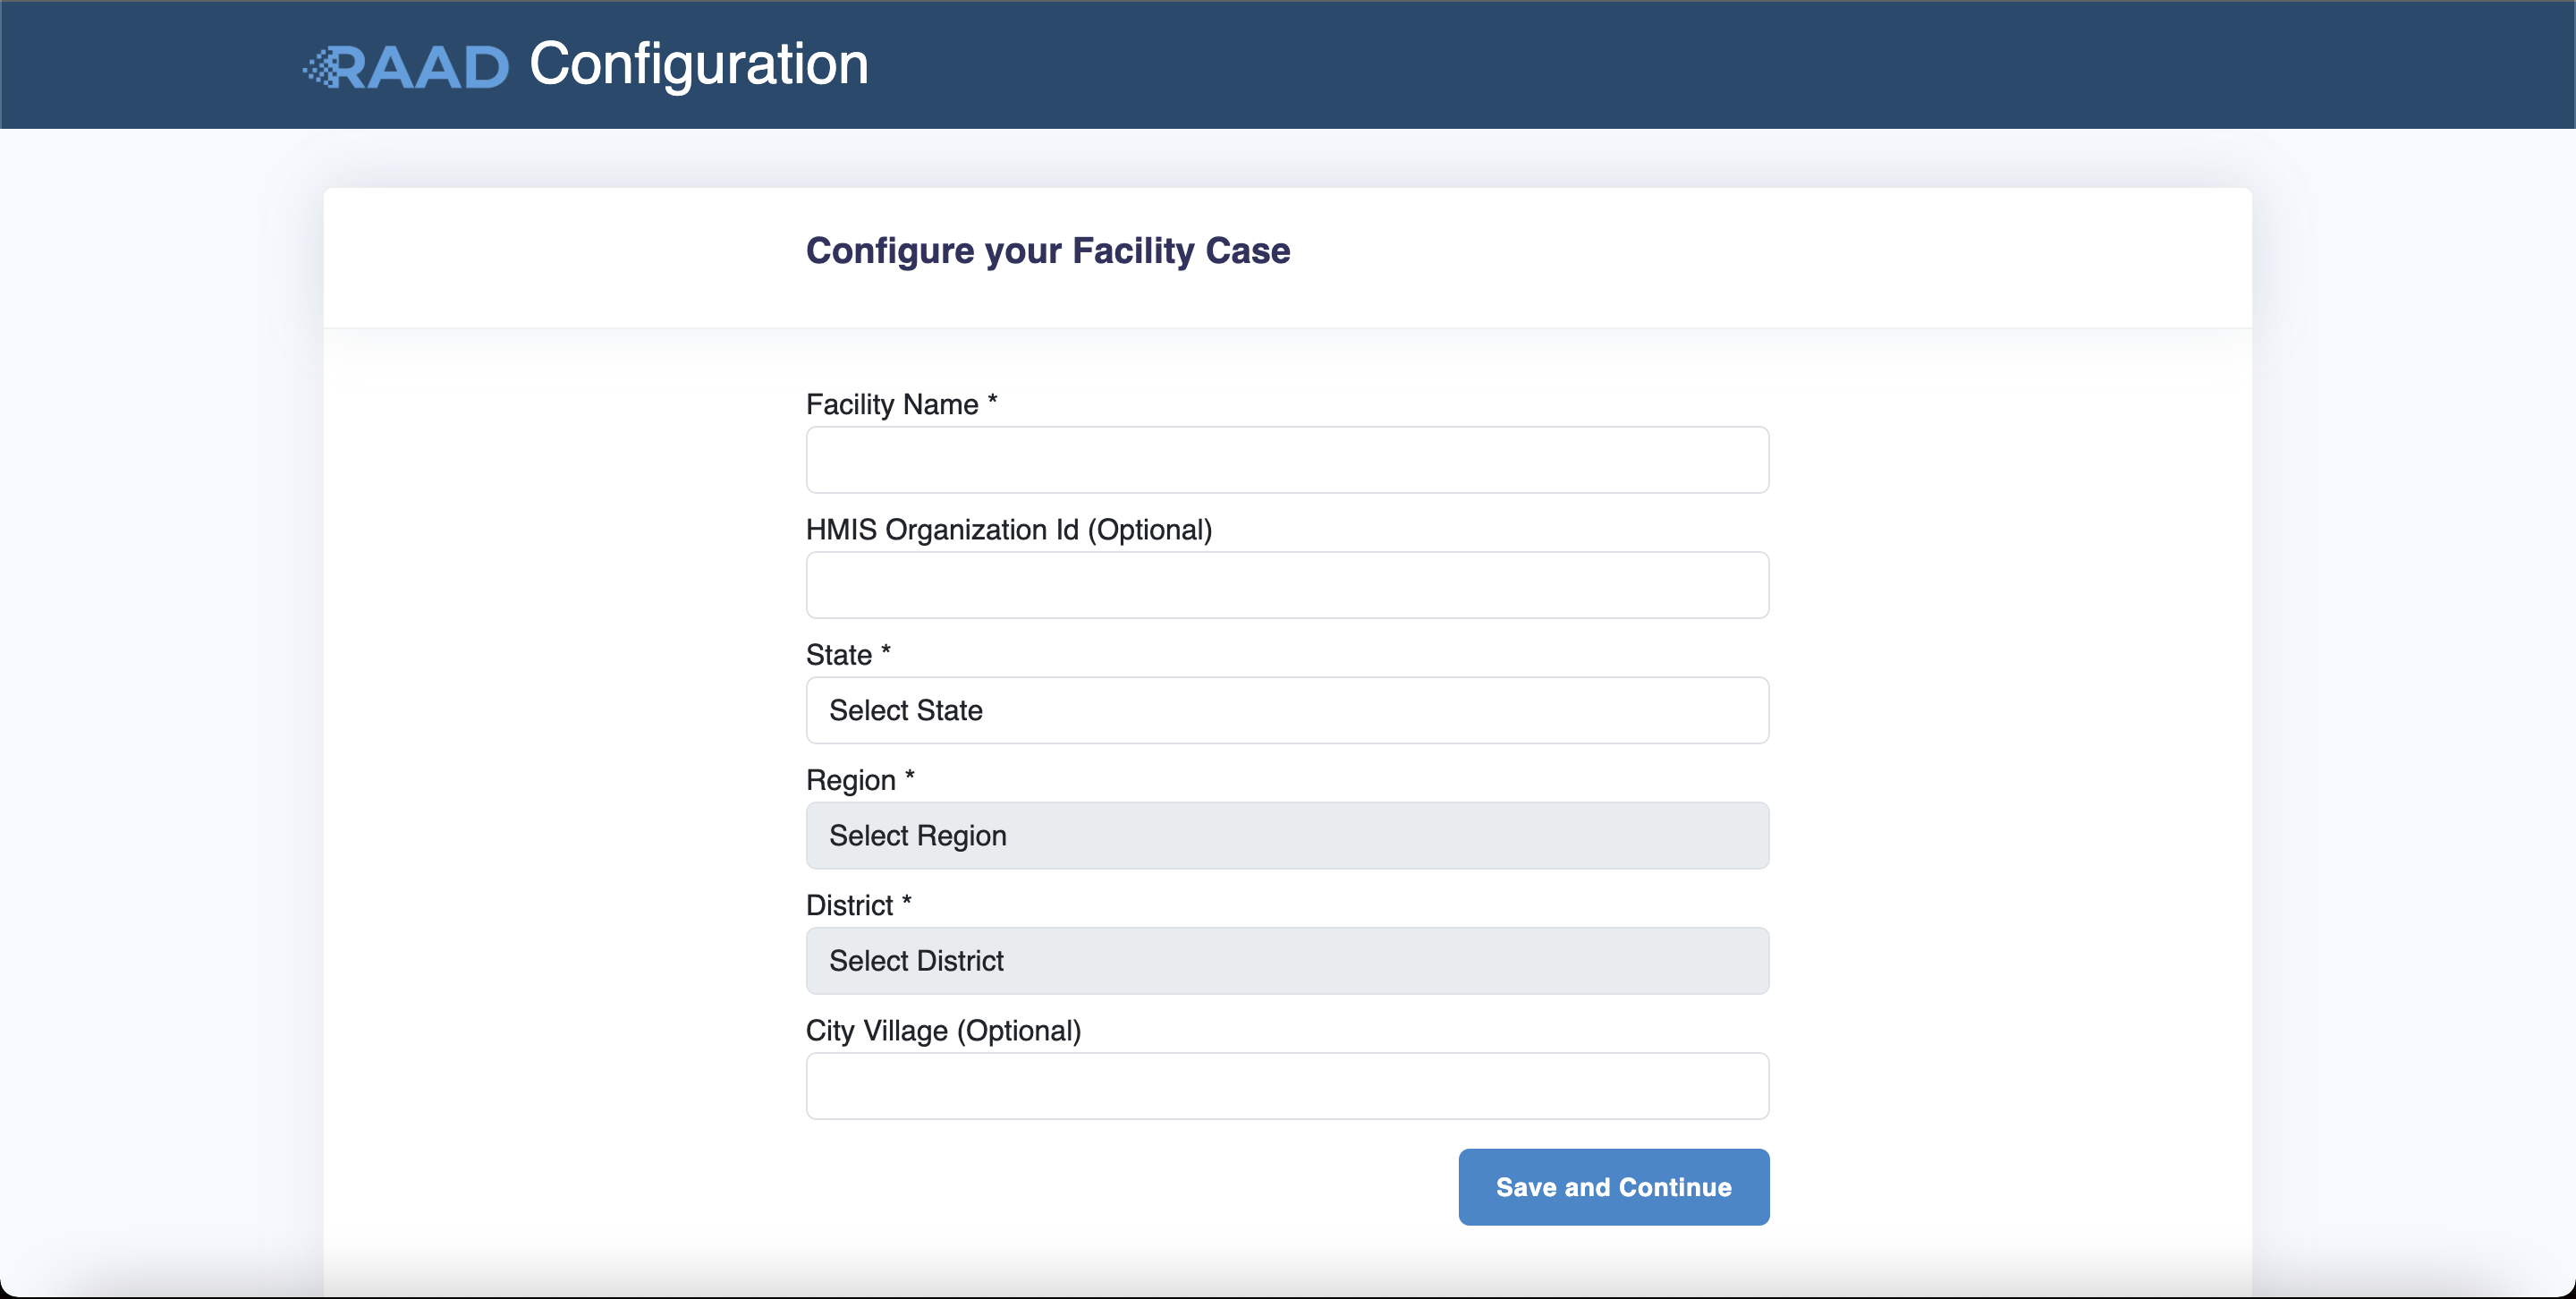 RAAD Configuration
Configure your Facility Case
Facility Name *
HMIS Organization Id (Optional)
State *
Select State
Region *
Select Region
District *
Select District
City Village (Optional)
Save and Continue